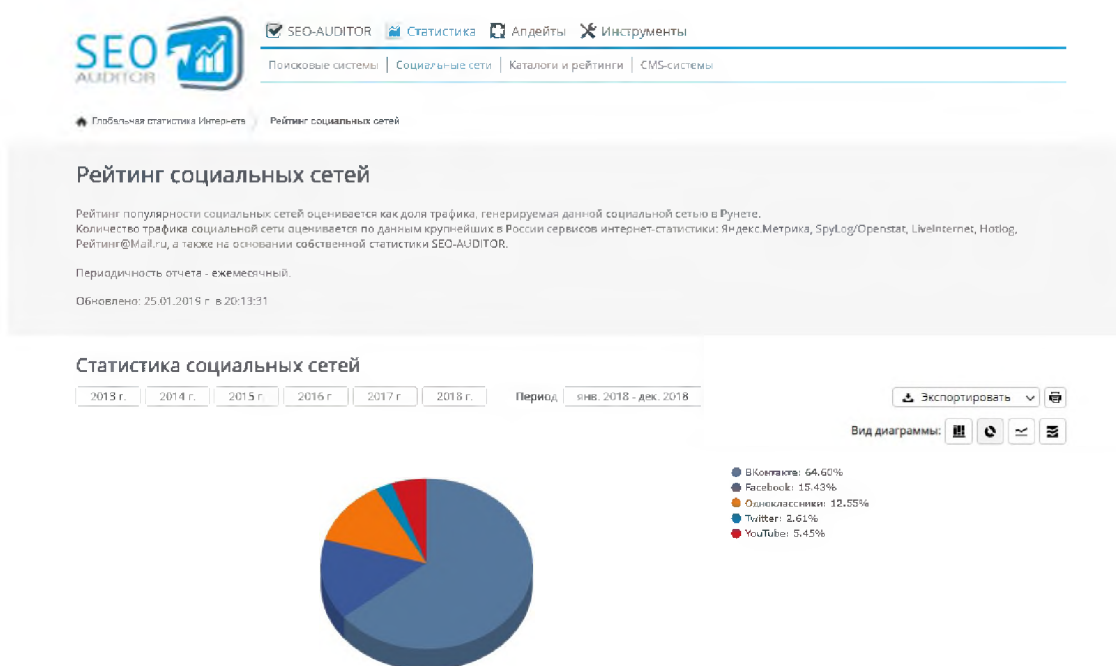 SEO
AUDITOR
SEO-AUDITOR Статистика Апдейты Инструменты
Поисковые системы | Социальные сети | Каталоги и рейтинги | CMS-системы
Глобальная статистика Интернета Рейтинг социальных сетей
Рейтинг социальных сетей
Рейтинг популярности социальных сетей оценивается как доля трафика, генерируемая данной социальной сетью в Рунете.
Количество трафика социальной сети оценивается по данным крупнейших в России сервисов интернет-статистики: Яндекс.Метрика, SpyLog/Openstat, LiveInternet, Hotlog,
Рейтинг@Mail.ru, а также на основании собственной статистики SEO-AUDITOR.
Периодичность отчета - ежемесячный.
Обновлено: 25.01.2019 г. в 20:13:31
Статистика социальных сетей
2013 г. 2014 г. 2015 г. 2016 г 2017 г 2018 г. Период янв. 2018 - дек. 2018 Экспортировать
Вид диаграммы:
ВКонтакте: 64.60%
Facebook: 15.43%
Одноклассники: 12.55%
Twitter: 2.61%
YouTube: 5.45%